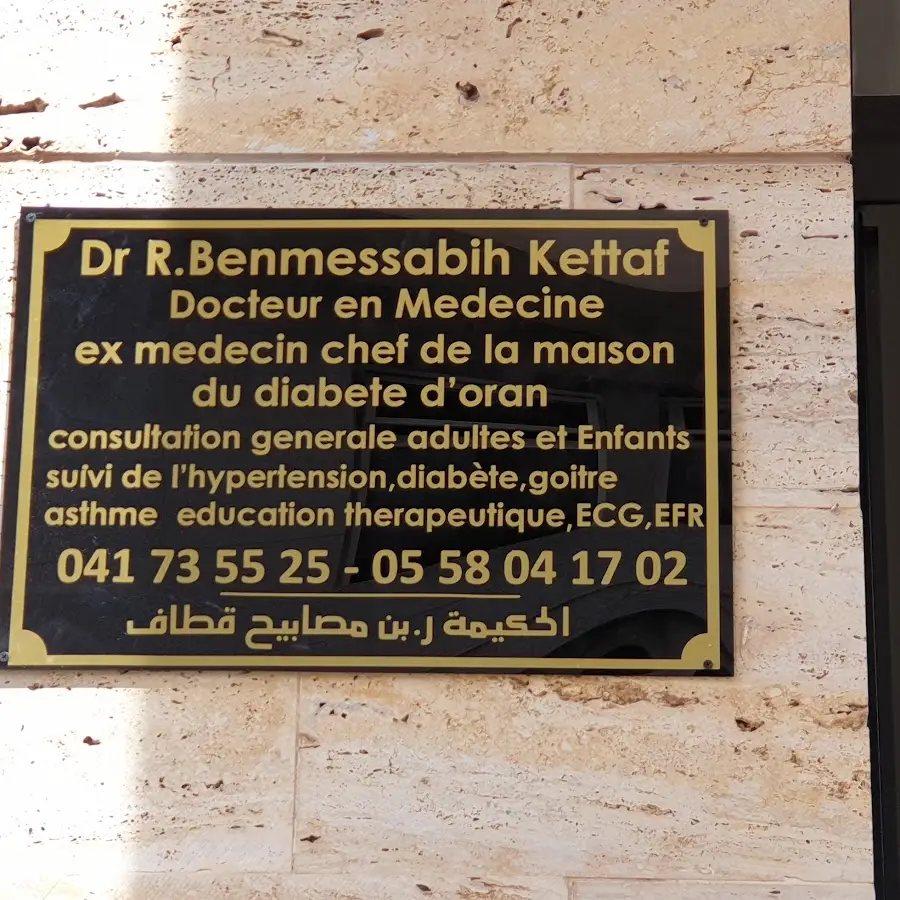 Dr R.Benmessabih Kettaf
Docteur en Medecine
ex medecin chef de la maison
du diabete d'oran
consultation generale adultes et Enfants
suivi de l'hypertension,diabète,goitre
asthme education therapeutique,ECG,EFR
041 73 55 25 - 05 58 04 17 02
الحكيمة ر.بن مصابيح قطاف